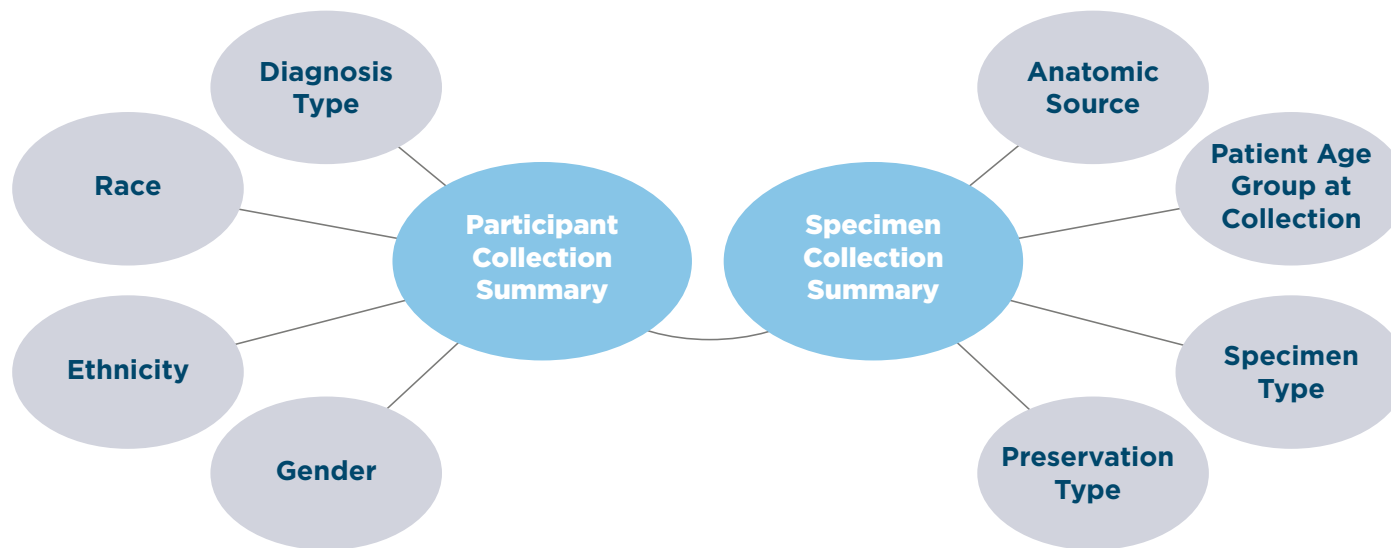 Diagnosis
Type
Race
Ethnicity
Gender
Participant
Collection
Summary
Specimen
Collection
Summary
Anatomic
Source
Patient Age
Group at
Collection
Specimen
Type
Preservation
Type